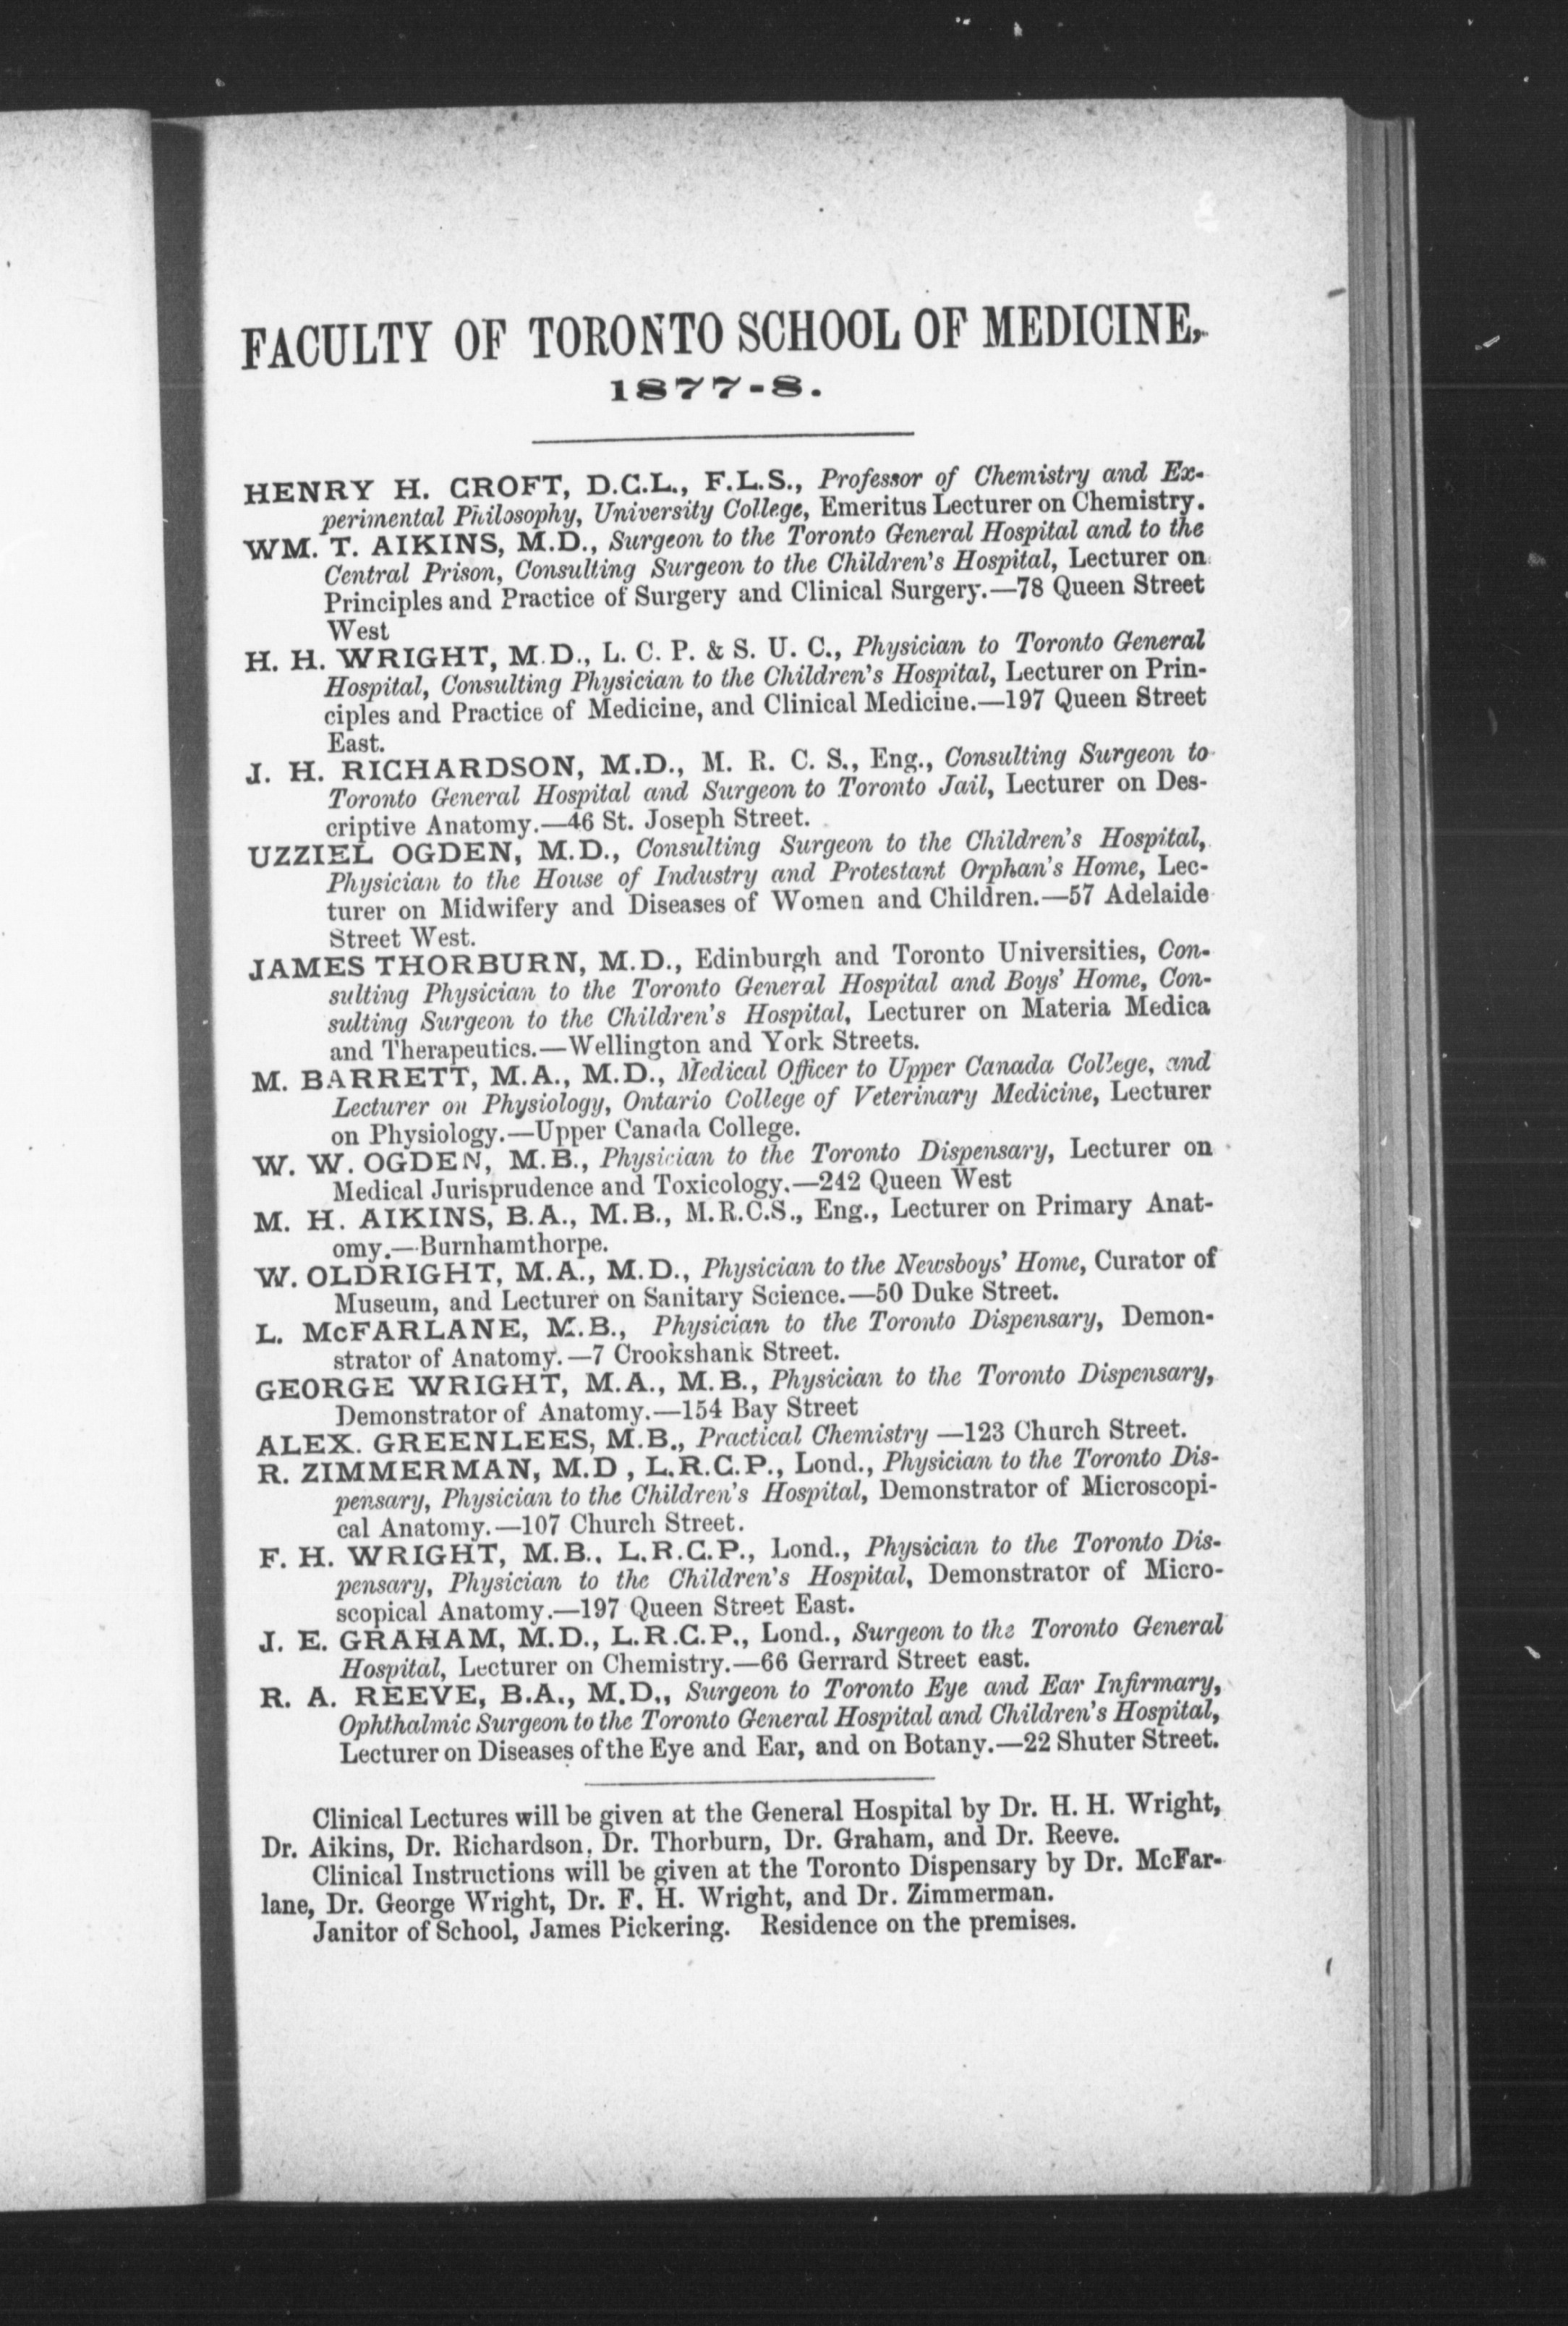 FACULTY OF TORONTO SCHOOL OF MEDICINE,
1877-8.
HENRY H. CROFT, D.C.L., F.L.S., Professor of Chemistry and Ex-
perimental Philosophy, University College, Emeritus Lecturer on Chemistry.
WM. T. AIKINS, M.D., Surgeon to the Toronto General Hospital and to the
Central Prison, Consulting Surgeon to the Children's Hospital, Lecturer on
Principles and Practice of Surgery and Clinical Surgery.—78 Queen Street
West
H. H. WRIGHT, M.D., L. C. P. & S. U. C., Physician to Toronto General
Hospital, Consulting Physician to the Children's Hospital, Lecturer on Prin-
ciples and Practice of Medicine, and Clinical Medicine.—197 Queen Street
East.
J. H. RICHARDSON, M.D., M. R. C. S., Eng., Consulting Surgeon to
Toronto General Hospital and Surgeon to Toronto Jail, Lecturer on Des-
criptive Anatomy.—46 St. Joseph Street.
UZZIEL OGDEN, M.D., Consulting Surgeon to the Children's Hospital,
Physician to the House of Industry and Protestant Orphan's Home, Lec-
turer on Midwifery and Diseases of Women and Children.—57 Adelaide
Street West.
JAMES THORBURN, M.D., Edinburgh and Toronto Universities, Con-
sulting Physician to the Toronto General Hospital and Boys' Home, Con-
sulting Surgeon to the Children's Hospital, Lecturer on Materia Medica
and Therapeutics.—Wellington and York Streets.
M. BARRETT, M.A., M.D., Medical Officer to Upper Canada College, and
Lecturer on Physiology, Ontario College of Veterinary Medicine, Lecturer
on Physiology.—Upper Canada College.
W. W. OGDEN, M.B., Physician to the Toronto Dispensary, Lecturer on
Medical Jurisprudence and Toxicology.—242 Queen West
M. H. AIKINS, B.A., M.B., M.R.C.S., Eng., Lecturer on Primary Anat-
omy.—Burnhamthorpe.
W. OLDRIGHT, M.A., M.D., Physician to the Newsboys' Home, Curator of
Museum, and Lecturer on Sanitary Science.—50 Duke Street.
L. McFARLANE, M.B., Physician to the Toronto Dispensary, Demon-
strator of Anatomy.—7 Crookshank Street.
GEORGE WRIGHT, M.A., M.B., Physician to the Toronto Dispensary,
Demonstrator of Anatomy.—154 Bay Street
ALEX. GREENLEES, M.B., Practical Chemistry —123 Church Street.
R. ZIMMERMAN, M.D , L.R.C.P., Lond., Physician to the Toronto Dis-
pensary, Physician to the Children's Hospital, Demonstrator of Microscopi-
cal Anatomy.—107 Church Street.
F. H. WRIGHT, M.B., L.R.C.P., Lond., Physician to the Toronto Dis-
pensary, Physician to the Children's Hospital, Demonstrator of Micro-
scopical Anatomy.—197 Queen Street East.
J. E. GRAHAM, M.D., L.R.C.P., Lond., Surgeon to the Toronto General
Hospital, Lecturer on Chemistry.—66 Gerrard Street east.
R. A. REEVE, B.A., M.D., Surgeon to Toronto Eye and Ear Infirmary,
Ophthalmic Surgeon to the Toronto General Hospital and Children's Hospital,
Lecturer on Diseases of the Eye and Ear, and on Botany.—22 Shuter Street.
Clinical Lectures will be given at the General Hospital by Dr. H. H. Wright,
Dr. Aikins, Dr. Richardson, Dr. Thorburn, Dr. Graham, and Dr. Reeve.
Clinical Instructions will be given at the Toronto Dispensary by Dr. McFar-
lane, Dr. George Wright, Dr. F. H. Wright, and Dr. Zimmerman.
Janitor of School, James Pickering. Residence on the premises.